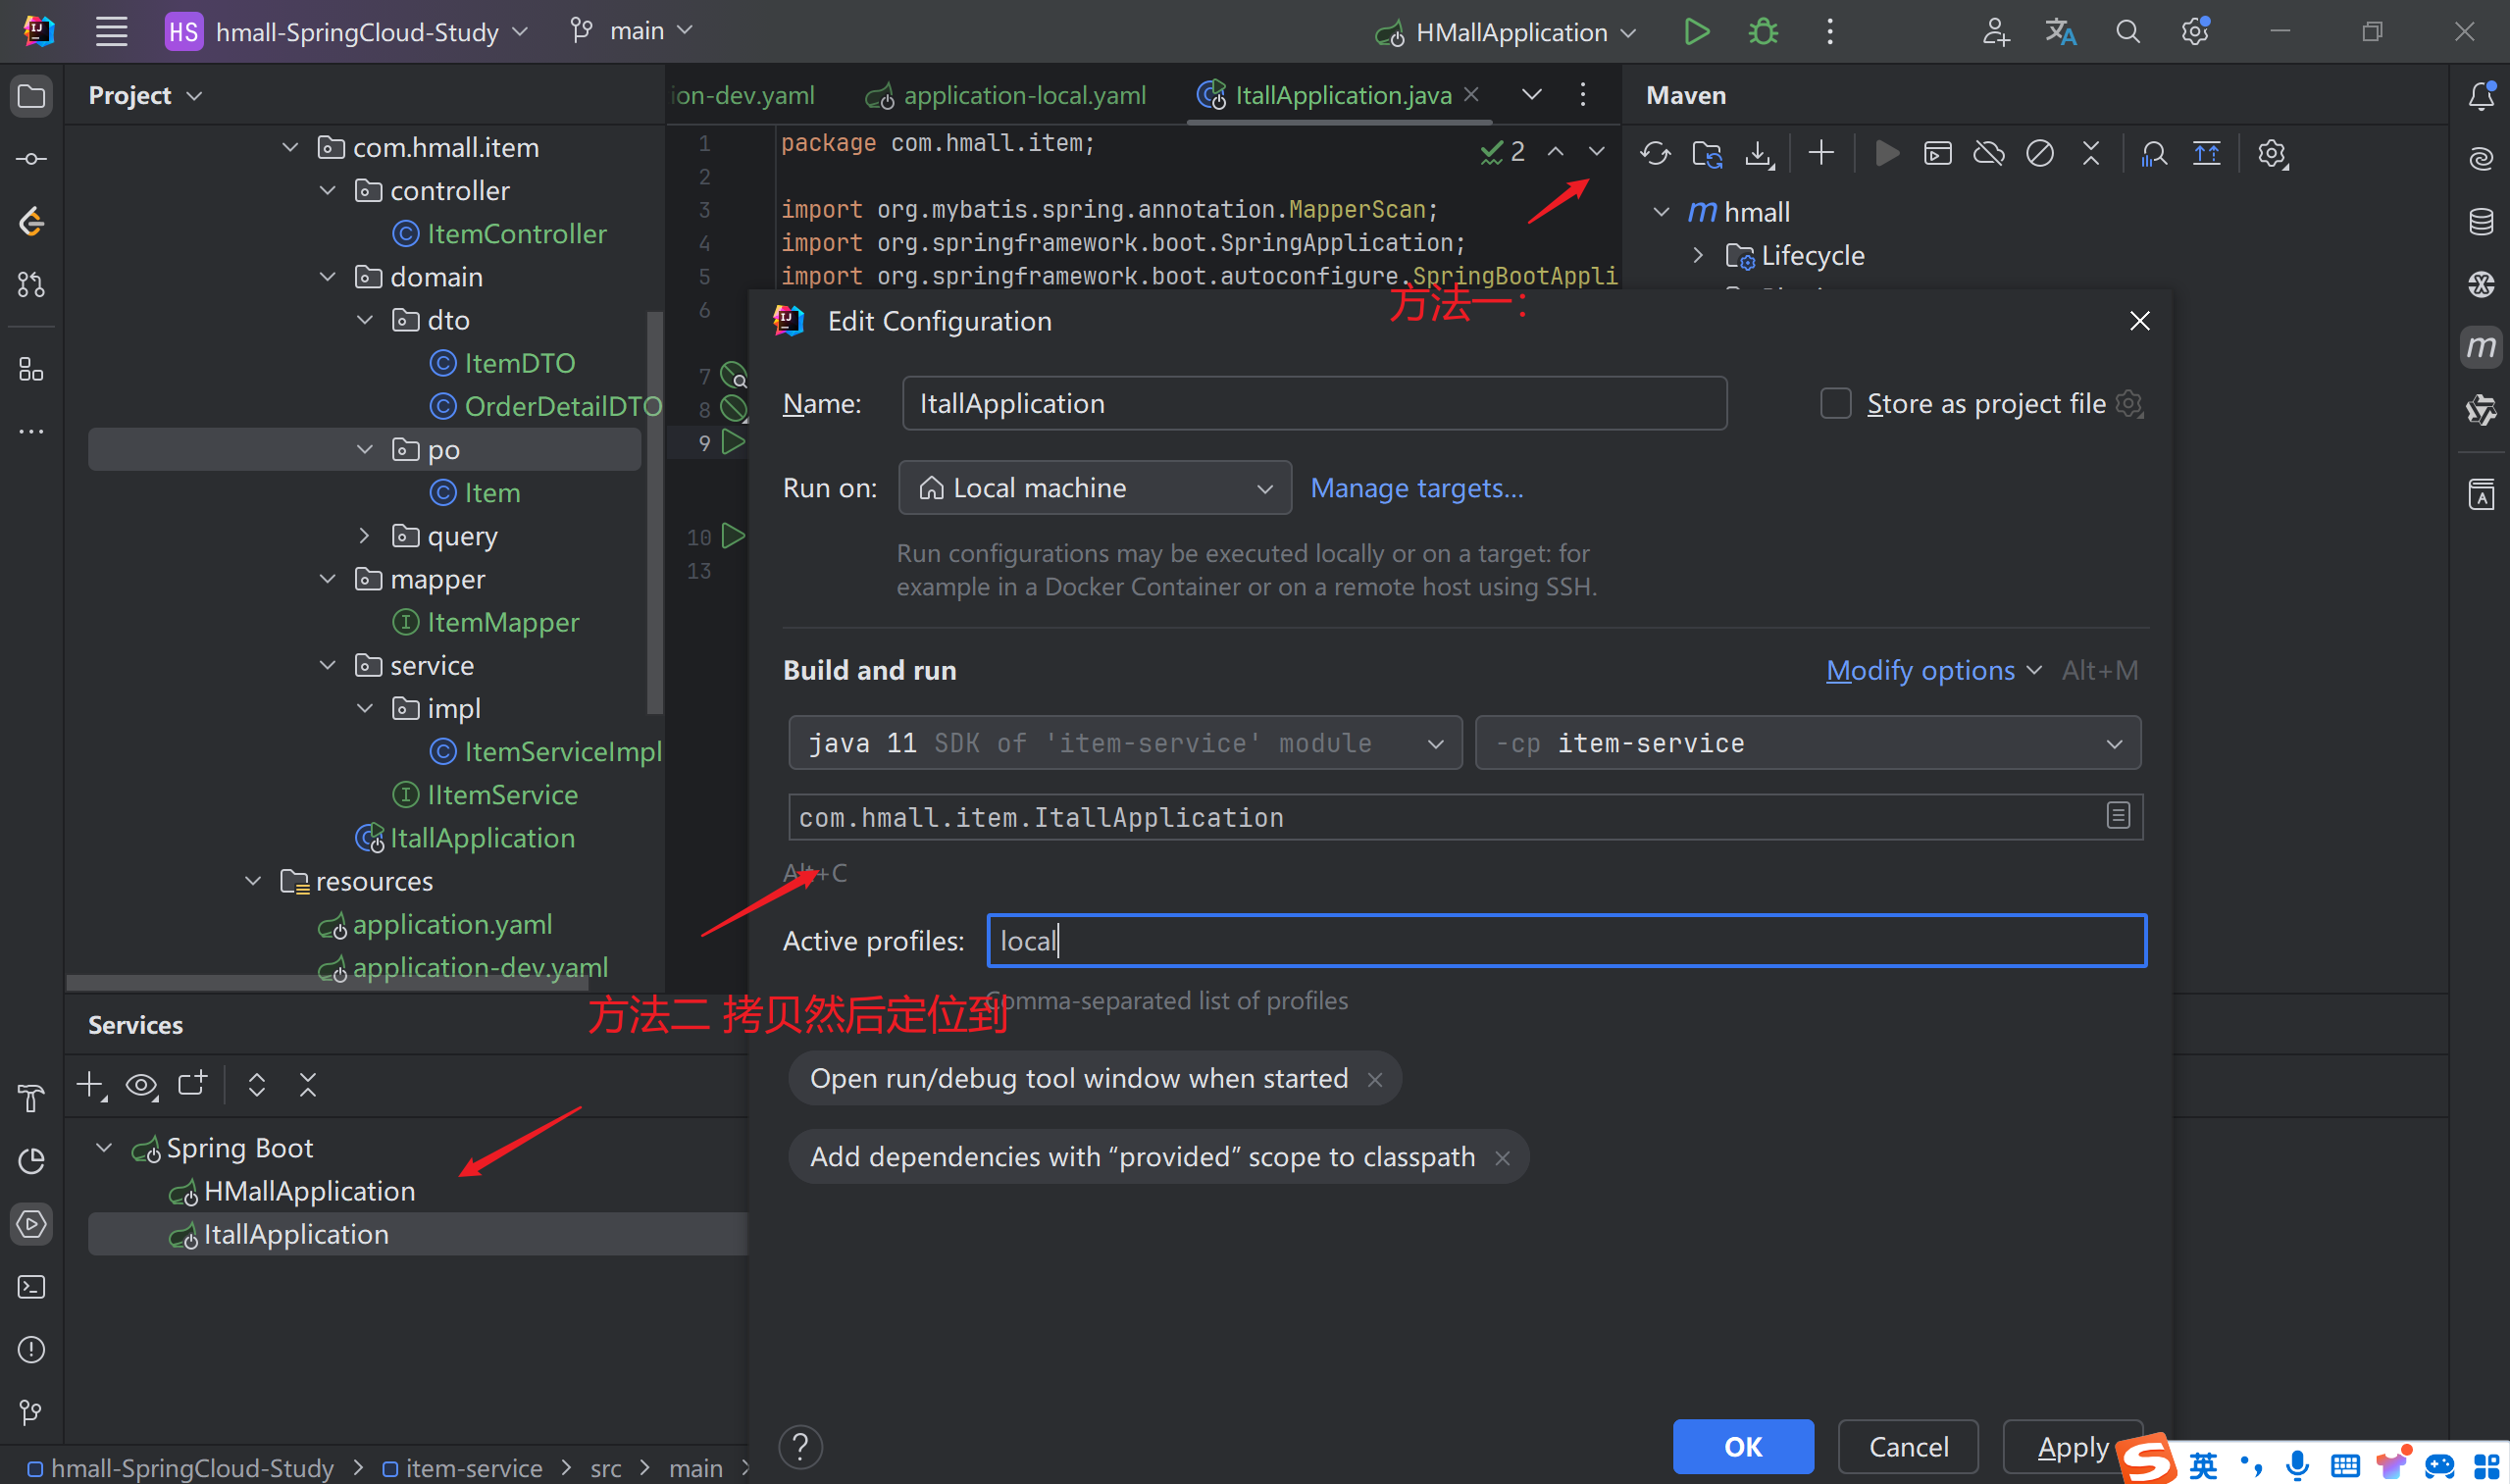 HS hmall-SpringCloud-Study main HMallApplication
Project
ion-dev.yaml application-local.yaml ItallApplication.java
Maven
com.hmall.item
controller
ItemController
domain
dto
ItemDTO
OrderDetailDTO
po
Item
query
mapper
ItemMapper
service
impl
ItemServiceImpl
IItemService
ItallApplication
resources
application.yaml
application-dev.yaml
1 package com.hmall.item;
2
3 import org.mybatis.spring.annotation.MapperScan;
4 import org.springframework.boot.SpringApplication;
5 import org.springframework.boot.autoconfigure.SpringBootAppli
6
7
8
9
10
13
2
hmall
Lifecycle
方法一：
Edit Configuration
Name: ItallApplication Store as project file
Run on: Local machine Manage targets...
Run configurations may be executed locally or on a target: for
example in a Docker Container or on a remote host using SSH.
Build and run Modify options Alt+M
java 11 SDK of 'item-service' module -cp item-service
com.hmall.item.ItallApplication
Alt+C
Active profiles: local
Comma-separated list of profiles
方法二 拷贝然后定位到
Open run/debug tool window when started
Add dependencies with “provided” scope to classpath
? OK Cancel Apply
Services
Spring Boot
HMallApplication
ItallApplication
hmall-SpringCloud-Study > item-service > src > main >
英